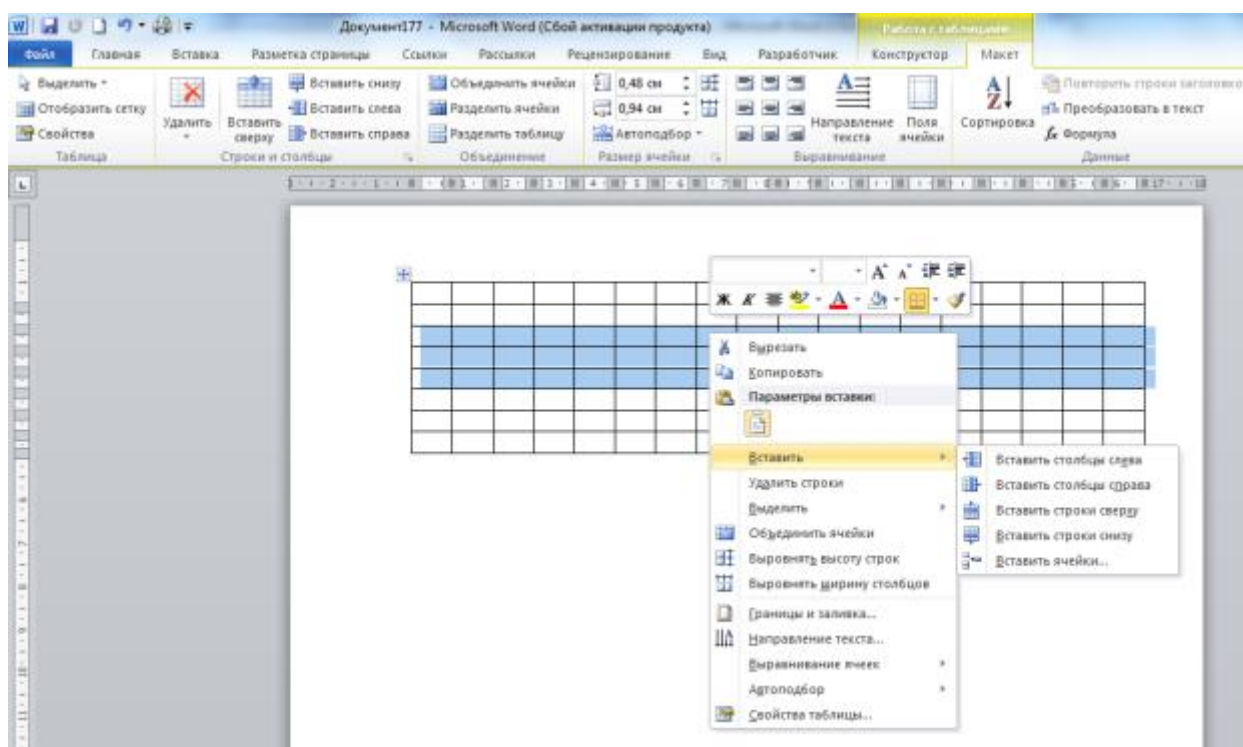 Документ177 - Microsoft Word (Сбой активации продукта)
Работа с таблицами
Файл Главная Вставка Разметка страницы Ссылки Рассылки Рецензирование Вид Разработчик Конструктор Макет
Выделить
Отобразить сетку
Свойства
Таблица
Удалить
Вставить сверху
Вставить снизу
Вставить слева
Вставить справа
Строки и столбцы
Объединить ячейки
Разделить ячейки
Разделить таблицу
Объединение
0,48 см
0,94 см
Автоподбор
Размер ячейки
Направление текста
Поля ячейки
Выравнивание
Сортировка
Повторить строки заголовко
Преобразовать в текст
fx Формула
Данные
Ж К
Вырезать
Копировать
Параметры вставки:
Вставить
Удалить строки
Выделить
Объединить ячейки
Выровнять высоту строк
Выровнять ширину столбцов
Границы и заливка...
Направление текста...
Выравнивание ячеек
Автоподбор
Свойства таблицы...
Вставить столбцы слева
Вставить столбцы справа
Вставить строки сверху
Вставить строки снизу
Вставить ячейки...